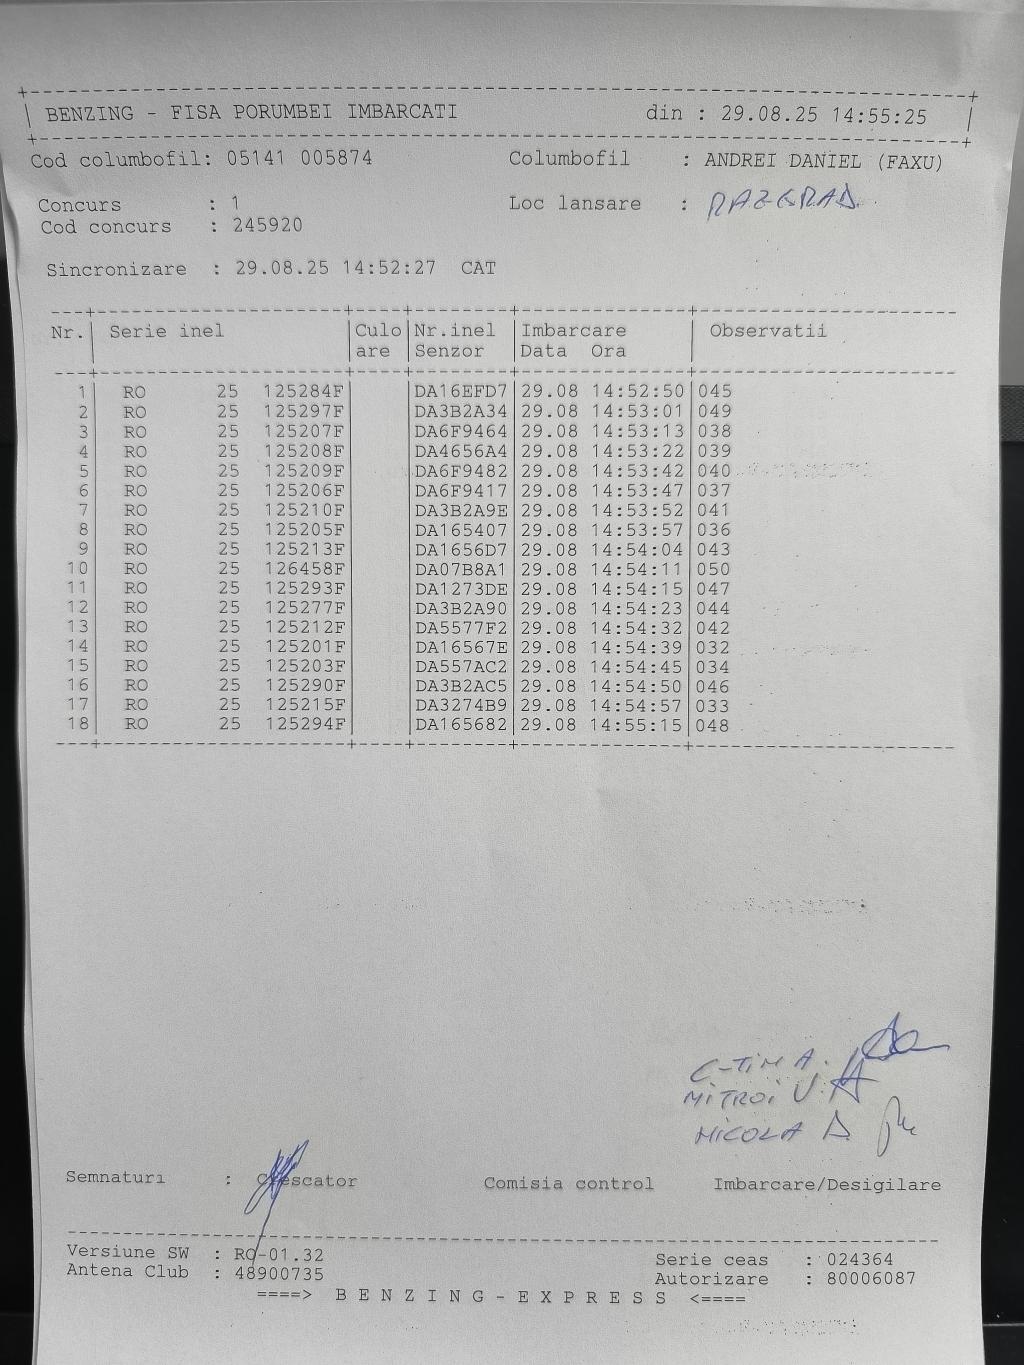 BENZING - FISA PORUMBEI IMBARCATI din : 29.08.25 14:55:25
Cod columbofil: 05141 005874 Columbofil : ANDREI DANIEL (FAXU)
Concurs : 1 Loc lansare : RAZGRAD
Cod concurs : 245920
Sincronizare : 29.08.25 14:52:27 CAT
Nr. Serie inel Culo Nr.inel Imbarcare Observatii
are Senzor Data Ora
1 RO 25 125284F DA16EFD7 29.08 14:52:50 045
2 RO 25 125297F DA3B2A34 29.08 14:53:01 049
3 RO 25 125207F DA6F9464 29.08 14:53:13 038
4 RO 25 125208F DA4656A4 29.08 14:53:22 039
5 RO 25 125209F DA6F9482 29.08 14:53:42 040
6 RO 25 125206F DA6F9417 29.08 14:53:47 037
7 RO 25 125210F DA3B2A9E 29.08 14:53:52 041
8 RO 25 125205F DA165407 29.08 14:53:57 036
9 RO 25 125213F DA1656D7 29.08 14:54:04 043
10 RO 25 126458F DA07B8A1 29.08 14:54:11 050
11 RO 25 125293F DA1273DE 29.08 14:54:15 047
12 RO 25 125277F DA3B2A90 29.08 14:54:23 044
13 RO 25 125212F DA5577F2 29.08 14:54:32 042
14 RO 25 125201F DA16567E 29.08 14:54:39 032
15 RO 25 125203F DA557AC2 29.08 14:54:45 034
16 RO 25 125290F DA3B2AC5 29.08 14:54:50 046
17 RO 25 125215F DA3274B9 29.08 14:54:57 033
18 RO 25 125294F DA165682 29.08 14:55:15 048
C-TIN A.
MITROI V.
NICOLA D.
Semnaturi : Crescator Comisia control Imbarcare/Desigilare
Versiune SW : RO-01.32 Serie ceas : 024364
Antena Club : 48900735 Autorizare : 80006087
====> B E N Z I N G - E X P R E S S <====